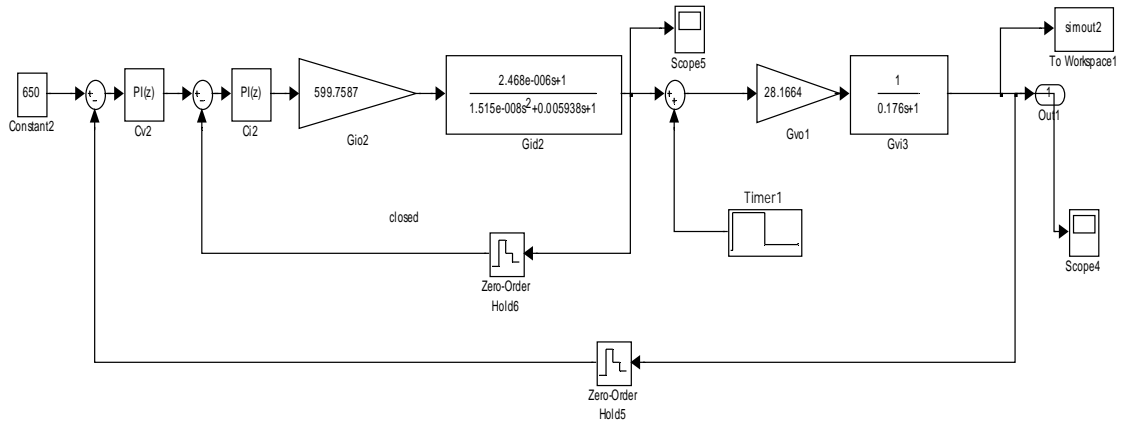 simout2
To Workspace1
Scope5
650
Constant2
+
-
PI(z)
Cv2
+
-
PI(z)
Ci2
599.7587
Gio2
2.468e-006s+1
1.515e-008s2+0.005938s+1
Gid2
+
+
28.1664
Gvo1
1
0.176s+1
Gvi3
1
Out1
Timer1
closed
Scope4
Zero-Order
Hold6
Zero-Order
Hold5